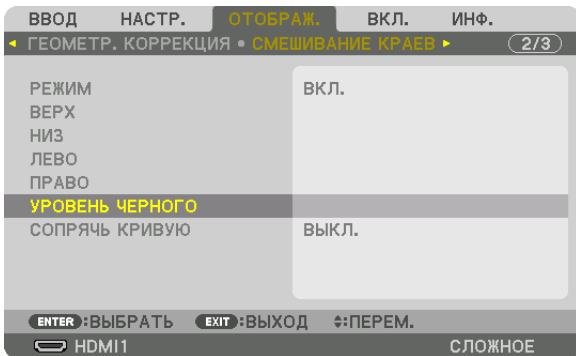 ВВОД НАСТР. ОТОБРАЖ. ВКЛ. ИНФ.
ГЕОМЕТР. КОРРЕКЦИЯ • СМЕШИВАНИЕ КРАЕВ 2/3
РЕЖИМ ВКЛ.
ВЕРХ
НИЗ
ЛЕВО
ПРАВО
УРОВЕНЬ ЧЕРНОГО
СОПРЯЧЬ КРИВУЮ ВЫКЛ.
ENTER :ВЫБРАТЬ EXIT :ВЫХОД :ПЕРЕМ.
HDMI1 СЛОЖНОЕ